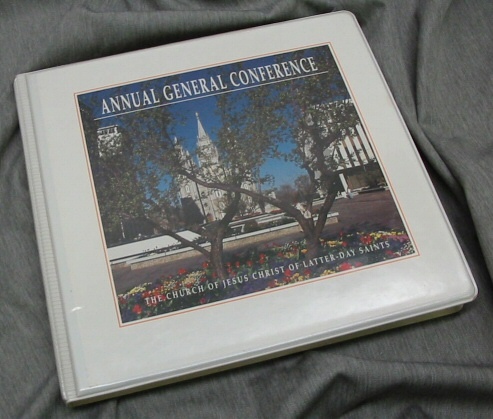 ANNUAL GENERAL CONFERENCE
THE CHURCH OF JESUS CHRIST OF LATTER-DAY SAINTS